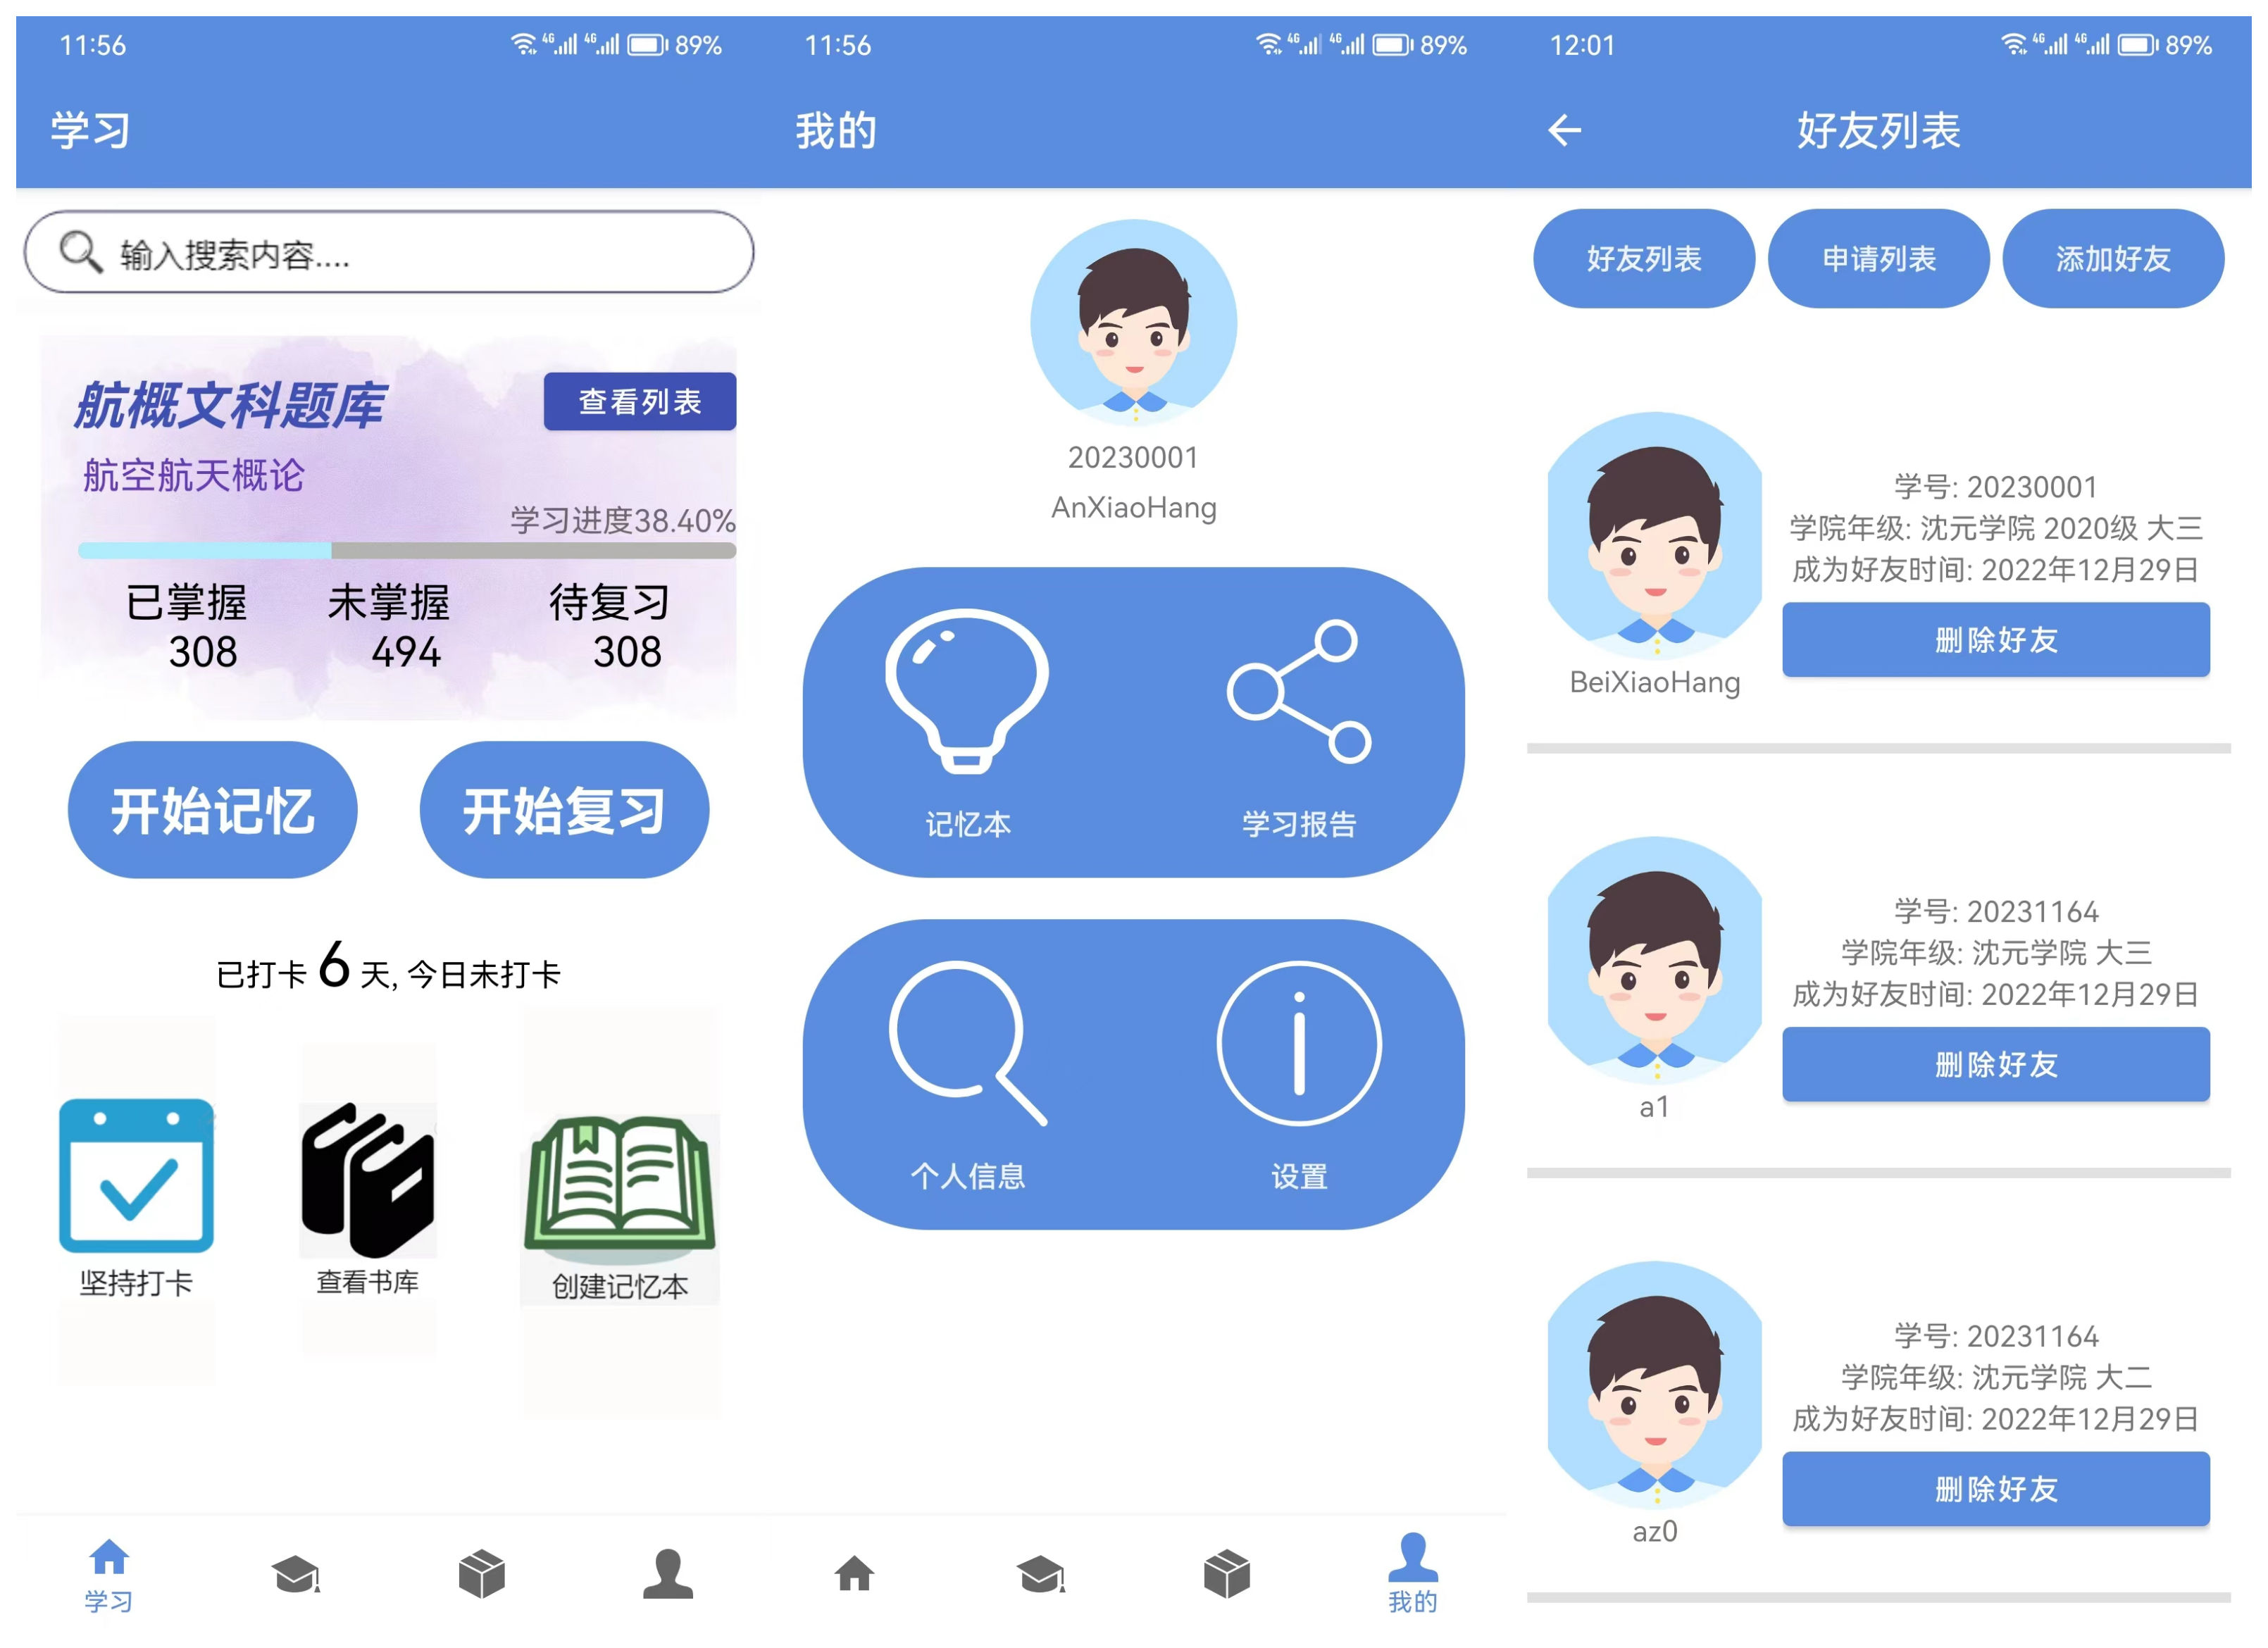 11:56
4G 4G 89%
学习
输入搜索内容....
航概文科题库
查看列表
航空航天概论
学习进度38.40%
已掌握 未掌握 待复习
308 494 308
开始记忆 开始复习
已打卡 6 天, 今日未打卡
坚持打卡 查看书库 创建记忆本
学习
11:56
4G 4G 89%
我的
20230001
AnXiaoHang
记忆本 学习报告
个人信息 设置
我的
12:01
4G 4G 89%
好友列表
好友列表 申请列表 添加好友
学号: 20230001
学院年级: 沈元学院 2020级 大三
成为好友时间: 2022年12月29日
删除好友
BeiXiaoHang
学号: 20231164
学院年级: 沈元学院 大三
成为好友时间: 2022年12月29日
删除好友
a1
学号: 20231164
学院年级: 沈元学院 大二
成为好友时间: 2022年12月29日
删除好友
az0